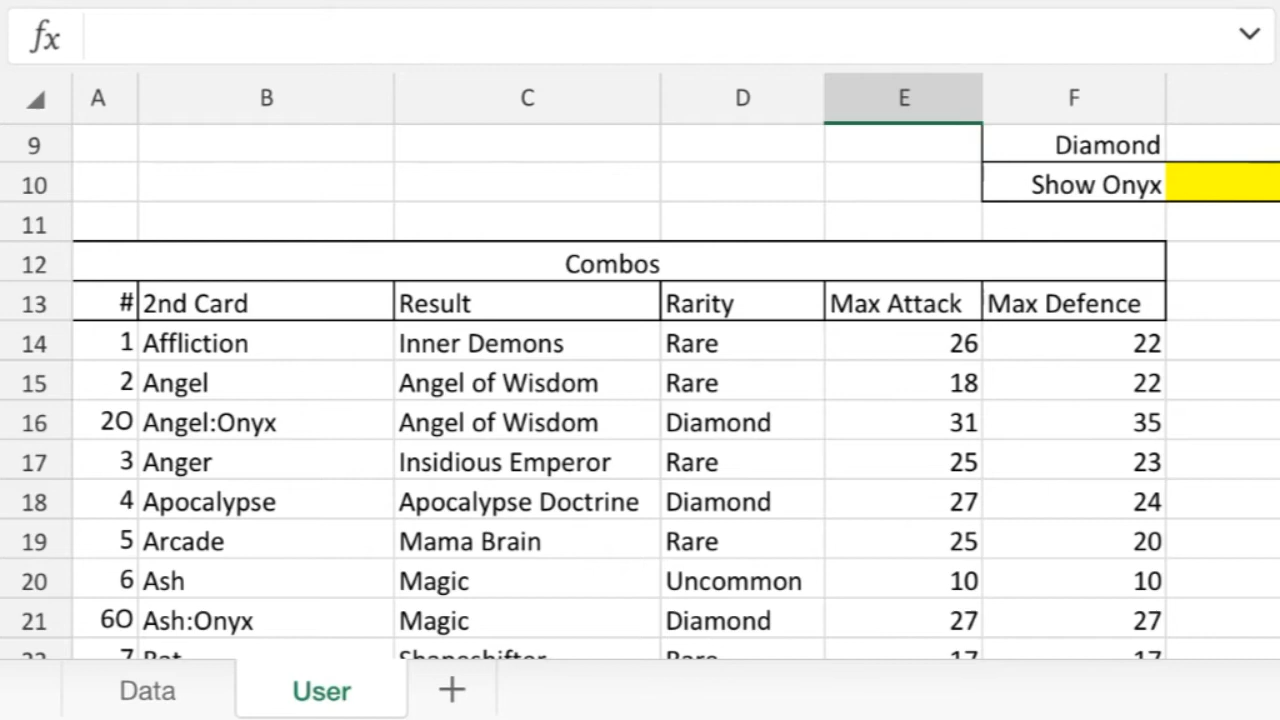 fx
A B C D E F
9 Diamond
10 Show Onyx
11
12 Combos
13 # 2nd Card Result Rarity Max Attack Max Defence
14 1 Affliction Inner Demons Rare 26 22
15 2 Angel Angel of Wisdom Rare 18 22
16 2O Angel:Onyx Angel of Wisdom Diamond 31 35
17 3 Anger Insidious Emperor Rare 25 23
18 4 Apocalypse Apocalypse Doctrine Diamond 27 24
19 5 Arcade Mama Brain Rare 25 20
20 6 Ash Magic Uncommon 10 10
21 6O Ash:Onyx Magic Diamond 27 27
22 7 Bat Shapeshifter Rare 17 17
Data User +